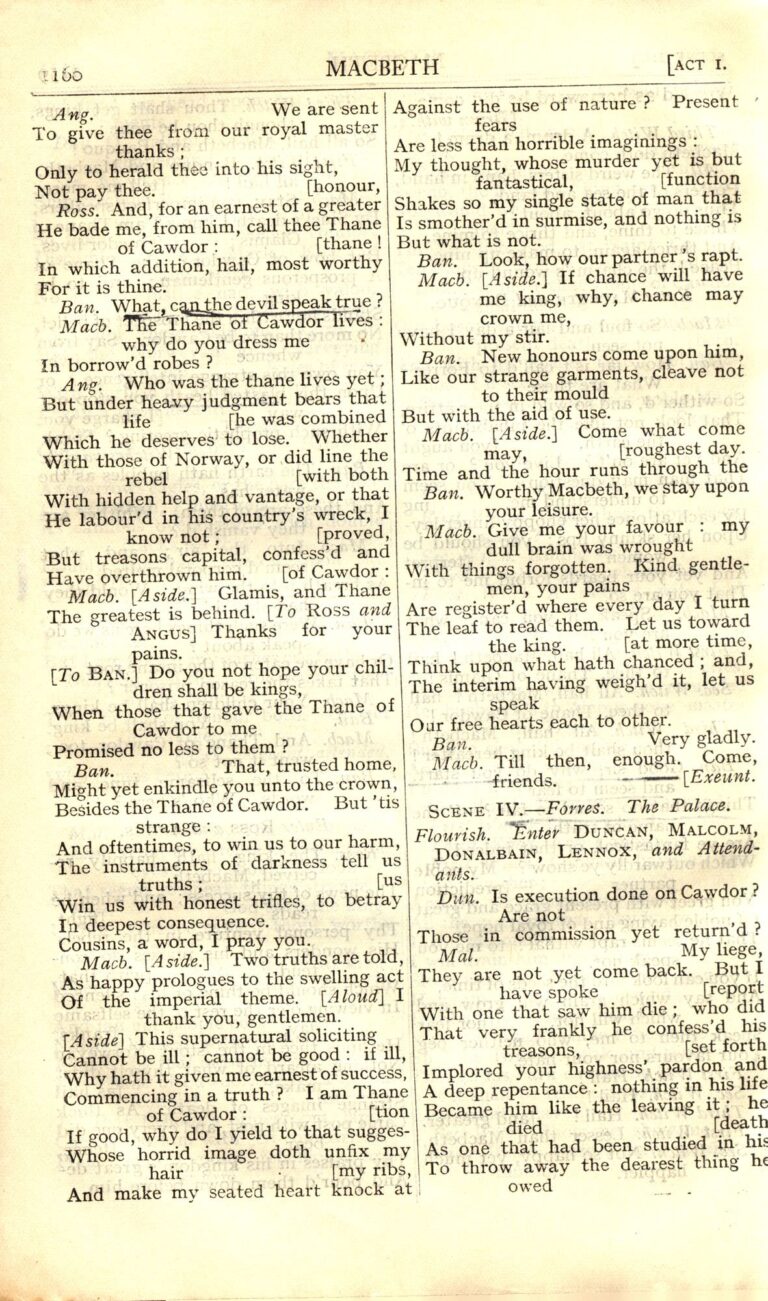 1160
MACBETH
[ACT I.
Ang. We are sent
To give thee from our royal master
thanks ;
Only to herald thee into his sight,
Not pay thee. [honour,
Ross. And, for an earnest of a greater
He bade me, from him, call thee Thane
of Cawdor : [thane !
In which addition, hail, most worthy
For it is thine.
Ban. What, can the devil speak true ?
Macb. The Thane of Cawdor lives :
why do you dress me
In borrow'd robes ?
Ang. Who was the thane lives yet ;
But under heavy judgment bears that
life [he was combined
Which he deserves to lose. Whether
With those of Norway, or did line the
rebel [with both
With hidden help and vantage, or that
He labour'd in his country's wreck, I
know not ; [proved,
But treasons capital, confess'd and
Have overthrown him. [of Cawdor :
Macb. [Aside.] Glamis, and Thane
The greatest is behind. [To Ross and
ANGUS] Thanks for your
pains.
[To BAN.] Do you not hope your chil-
dren shall be kings,
When those that gave the Thane of
Cawdor to me
Promised no less to them ?
Ban. That, trusted home,
Might yet enkindle you unto the crown,
Besides the Thane of Cawdor. But 'tis
strange :
And oftentimes, to win us to our harm,
The instruments of darkness tell us
truths ; [us
Win us with honest trifles, to betray
In deepest consequence.
Cousins, a word, I pray you.
Macb. [Aside.] Two truths are told,
As happy prologues to the swelling act
Of the imperial theme. [Aloud] I
thank you, gentlemen.
[Aside] This supernatural soliciting
Cannot be ill ; cannot be good : if ill,
Why hath it given me earnest of success,
Commencing in a truth ? I am Thane
of Cawdor : [tion
If good, why do I yield to that sugges-
Whose horrid image doth unfix my
hair [my ribs,
And make my seated heart knock at
Against the use of nature ? Present
fears
Are less than horrible imaginings :
My thought, whose murder yet is but
fantastical, [function
Shakes so my single state of man that
Is smother'd in surmise, and nothing is
But what is not.
Ban. Look, how our partner's rapt.
Macb. [Aside.] If chance will have
me king, why, chance may
crown me,
Without my stir.
Ban. New honours come upon him,
Like our strange garments, cleave not
to their mould
But with the aid of use.
Macb. [Aside.] Come what come
may, [roughest day.
Time and the hour runs through the
Ban. Worthy Macbeth, we stay upon
your leisure.
Macb. Give me your favour : my
dull brain was wrought
With things forgotten. Kind gentle-
men, your pains
Are register'd where every day I turn
The leaf to read them. Let us toward
the king. [at more time,
Think upon what hath chanced ; and,
The interim having weigh'd it, let us
speak
Our free hearts each to other.
Ban. Very gladly.
Macb. Till then, enough. Come,
friends. [Exeunt.
SCENE IV.—Forres. The Palace.
Flourish. Enter DUNCAN, MALCOLM,
DONALBAIN, LENNOX, and Attend-
ants.
Dun. Is execution done on Cawdor ?
Are not
Those in commission yet return'd ?
Mal. My liege,
They are not yet come back. But I
have spoke [report
With one that saw him die ; who did
That very frankly he confess'd his
treasons, [set forth
Implored your highness' pardon and
A deep repentance : nothing in his life
Became him like the leaving it ; he
died [death
As one that had been studied in his
To throw away the dearest thing he
owed